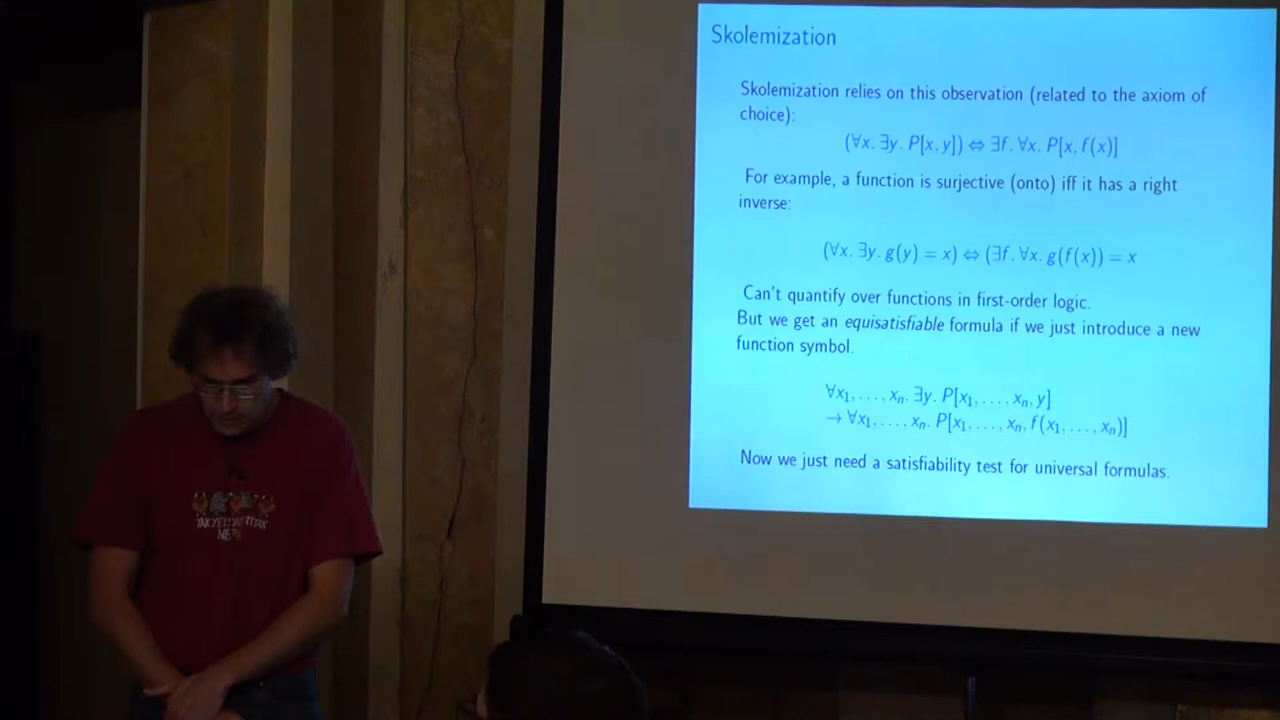 Skolemization
Skolemization relies on this observation (related to the axiom of
choice):
(∀x. ∃y. P[x, y]) ⇔ ∃f. ∀x. P[x, f(x)]
For example, a function is surjective (onto) iff it has a right
inverse:
(∀x. ∃y. g(y) = x) ⇔ (∃f. ∀x. g(f(x)) = x
Can't quantify over functions in first-order logic.
But we get an equisatisfiable formula if we just introduce a new
function symbol.
∀x₁, . . . , xₙ. ∃y. P[x₁, . . . , xₙ, y]
→ ∀x₁, . . . , xₙ. P[x₁, . . . , xₙ, f(x₁, . . . , xₙ)]
Now we just need a satisfiability test for universal formulas.